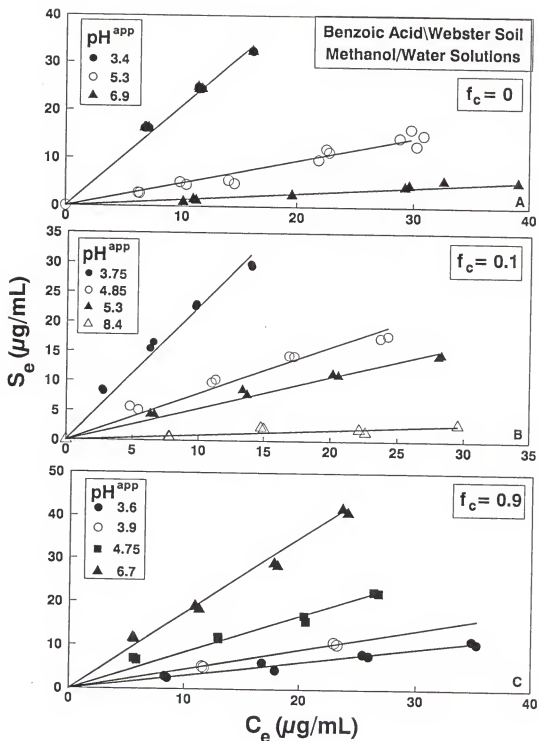 Benzoic Acid\Webster Soil
Methanol/Water Solutions
pH^app
● 3.4
○ 5.3
▲ 6.9
f_c = 0
40
30
20
10
0
0 10 20 30 40
A
pH^app
● 3.75
○ 4.85
▲ 5.3
△ 8.4
f_c = 0.1
35
30
25
20
15
10
5
0
0 5 10 15 20 25 30 35
B
S_e (µg/mL)
pH^app
● 3.6
○ 3.9
■ 4.75
▲ 6.7
f_c = 0.9
50
40
30
20
10
0
0 10 20 30 40
C
C_e (µg/mL)